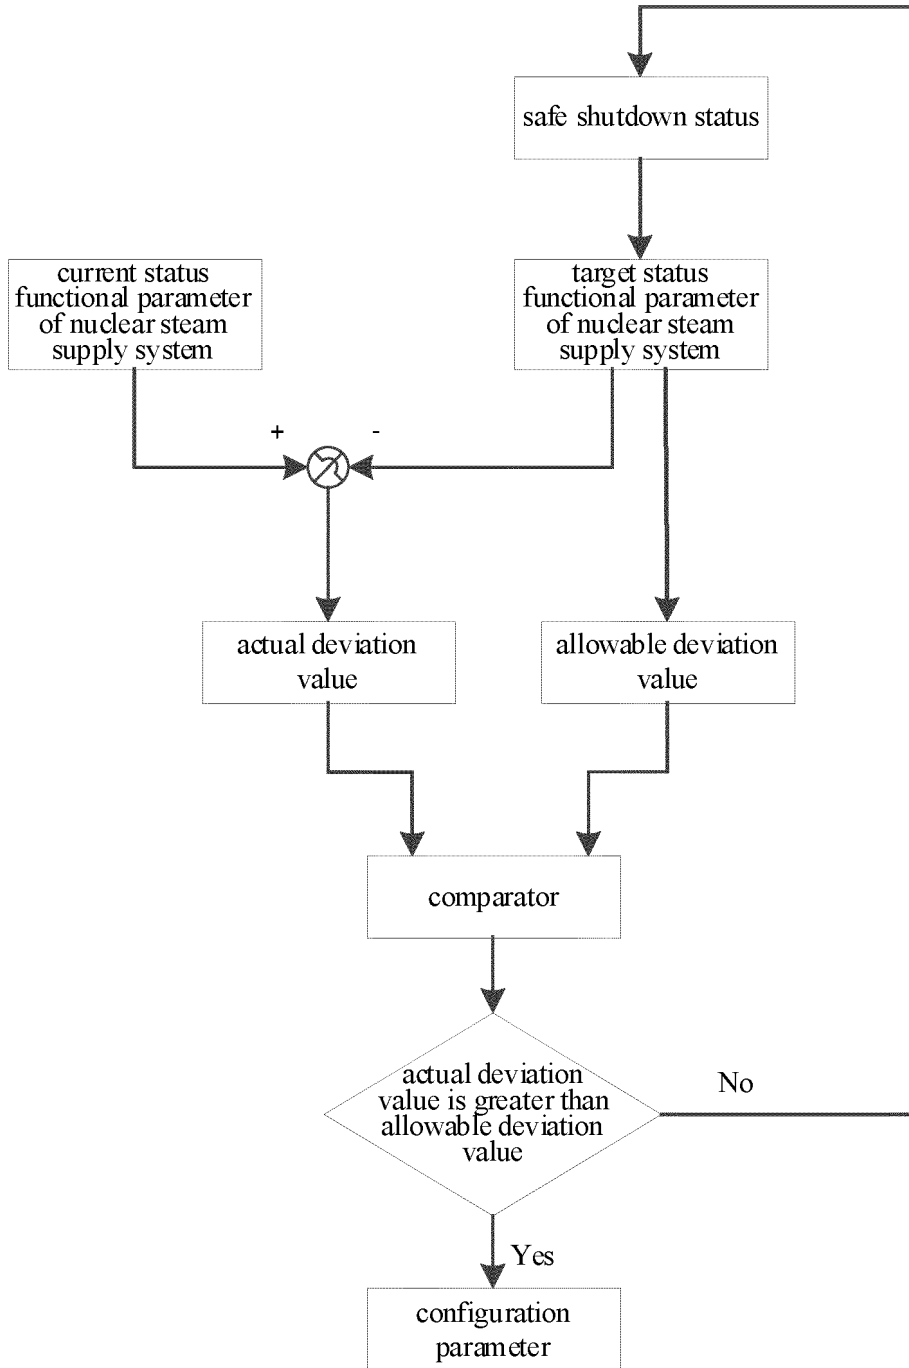 safe shutdown status
current status
functional parameter
of nuclear steam
supply system
target status
functional parameter
of nuclear steam
supply system
+
-
actual deviation
value
allowable deviation
value
comparator
actual deviation
value is greater than
allowable deviation
value
No
Yes
configuration
parameter